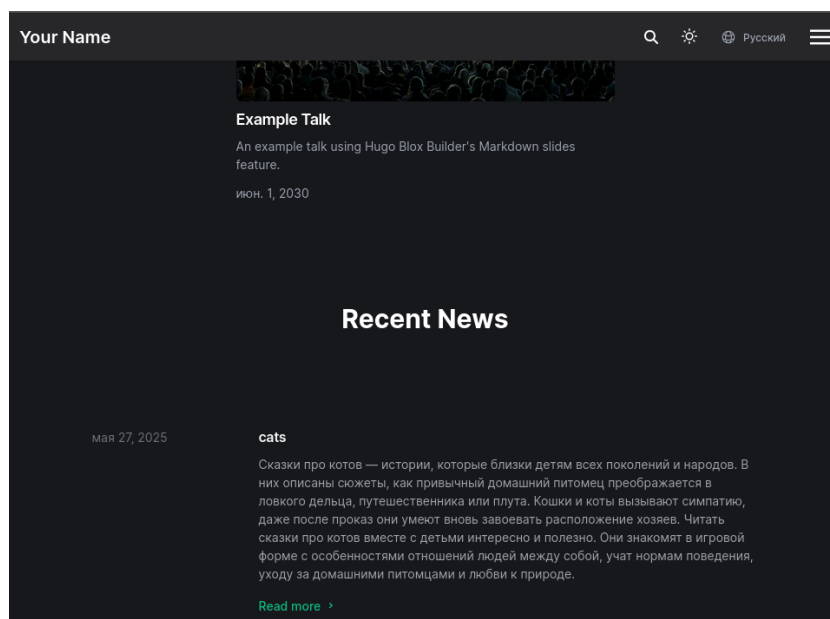 Your Name
Русский
Example Talk
An example talk using Hugo Blox Builder's Markdown slides
feature.
июн. 1, 2030
Recent News
мая 27, 2025
cats
Сказки про котов — истории, которые близки детям всех поколений и народов. В
них описаны сюжеты, как привычный домашний питомец преображается в
ловкого дельца, путешественника или плута. Кошки и коты вызывают симпатию,
даже после проказ они умеют вновь завоевать расположение хозяев. Читать
сказки про котов вместе с детьми интересно и полезно. Они знакомят в игровой
форме с особенностями отношений людей между собой, учат нормам поведения,
уходу за домашними питомцами и любви к природе.
Read more